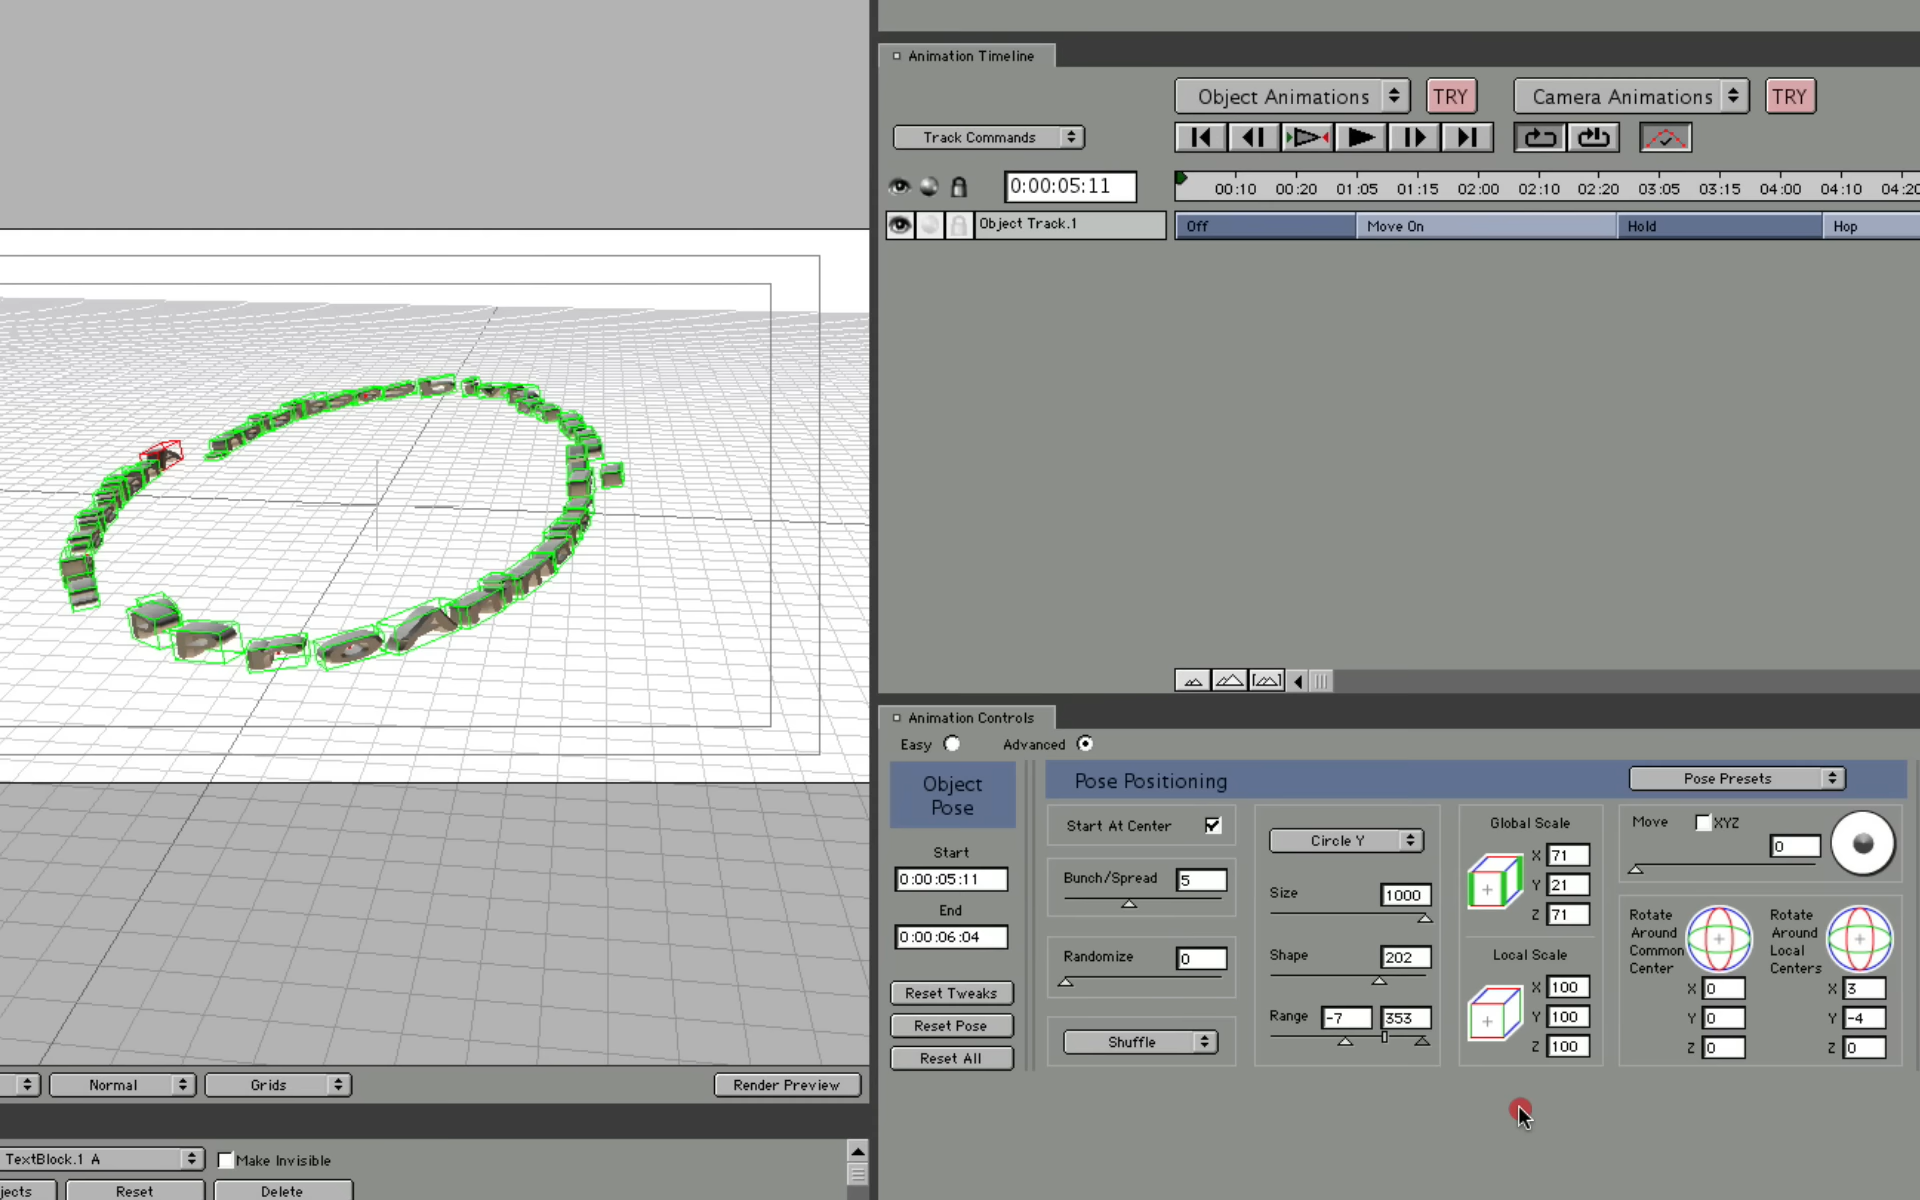 Animation Timeline
Object Animations
TRY
Camera Animations
TRY
Track Commands
0:00:05:11
00:10 00:20 01:05 01:15 02:00 02:10 02:20 03:05 03:15 04:00 04:10 04:20
Object Track.1
Off
Move On
Hold
Hop
Animation Controls
Easy
Advanced
Object
Pose
Start
0:00:05:11
End
0:00:06:04
Reset Tweaks
Reset Pose
Reset All
Pose Positioning
Pose Presets
Start At Center
Bunch/Spread 5
Randomize 0
Shuffle
Circle Y
Size 1000
Shape 202
Range -7 353
Global Scale
X 71
Y 21
Z 71
Local Scale
X 100
Y 100
Z 100
Move XYZ
0
Rotate
Around
Common
Center
X 0
Y 0
Z 0
Rotate
Around
Local
Centers
X 3
Y -4
Z 0
Normal
Grids
Render Preview
TextBlock.1 A
Make Invisible
jects
Reset
Delete